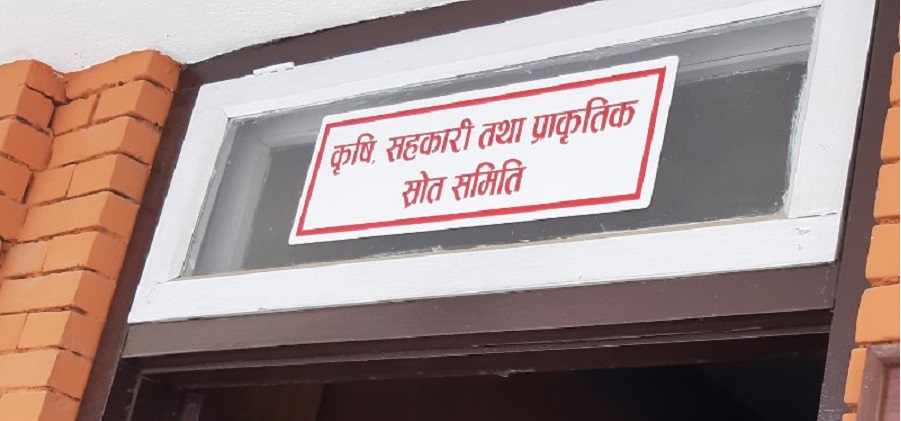 कृषि, सहकारी तथा प्राकृतिक
स्रोत समिति